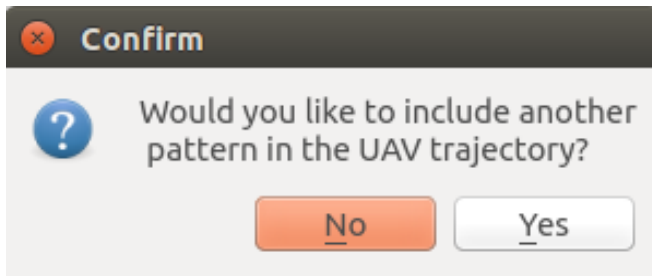 Confirm
Would you like to include another
pattern in the UAV trajectory?
No
Yes